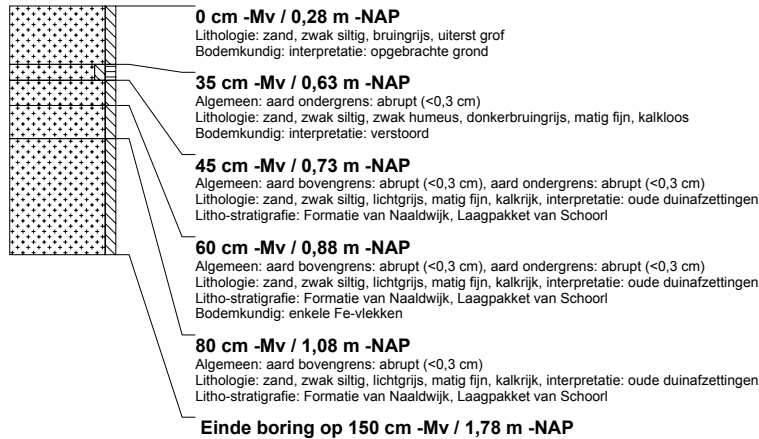 0 cm -Mv / 0,28 m -NAP
Lithologie: zand, zwak siltig, bruingrijs, uiterst grof
Bodemkundig: interpretatie: opgebrachte grond
35 cm -Mv / 0,63 m -NAP
Algemeen: aard ondergrens: abrupt (<0,3 cm)
Lithologie: zand, zwak siltig, zwak humeus, donkerbruingrijs, matig fijn, kalkloos
Bodemkundig: interpretatie: verstoord
45 cm -Mv / 0,73 m -NAP
Algemeen: aard bovengrens: abrupt (<0,3 cm), aard ondergrens: abrupt (<0,3 cm)
Lithologie: zand, zwak siltig, lichtgrijs, matig fijn, kalkrijk, interpretatie: oude duinafzettingen
Litho-stratigrafie: Formatie van Naaldwijk, Laagpakket van Schoorl
60 cm -Mv / 0,88 m -NAP
Algemeen: aard bovengrens: abrupt (<0,3 cm), aard ondergrens: abrupt (<0,3 cm)
Lithologie: zand, zwak siltig, lichtgrijs, matig fijn, kalkrijk, interpretatie: oude duinafzettingen
Litho-stratigrafie: Formatie van Naaldwijk, Laagpakket van Schoorl
Bodemkundig: enkele Fe-vlekken
80 cm -Mv / 1,08 m -NAP
Algemeen: aard bovengrens: abrupt (<0,3 cm)
Lithologie: zand, zwak siltig, lichtgrijs, matig fijn, kalkrijk, interpretatie: oude duinafzettingen
Litho-stratigrafie: Formatie van Naaldwijk, Laagpakket van Schoorl
Einde boring op 150 cm -Mv / 1,78 m -NAP